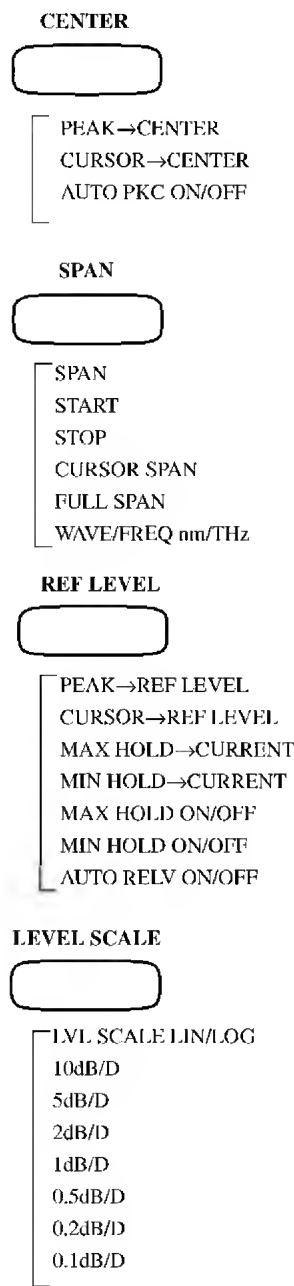 CENTER
PEAK→CENTER
CURSOR→CENTER
AUTO PKC ON/OFF
SPAN
SPAN
START
STOP
CURSOR SPAN
FULL SPAN
WAVE/FREQ nm/THz
REF LEVEL
PEAK→REF LEVEL
CURSOR→REF LEVEL
MAX HOLD→CURRENT
MIN HOLD→CURRENT
MAX HOLD ON/OFF
MIN HOLD ON/OFF
AUTO RELV ON/OFF
LEVEL SCALE
LVL SCALE LIN/LOG
10dB/D
5dB/D
2dB/D
1dB/D
0.5dB/D
0.2dB/D
0.1dB/D